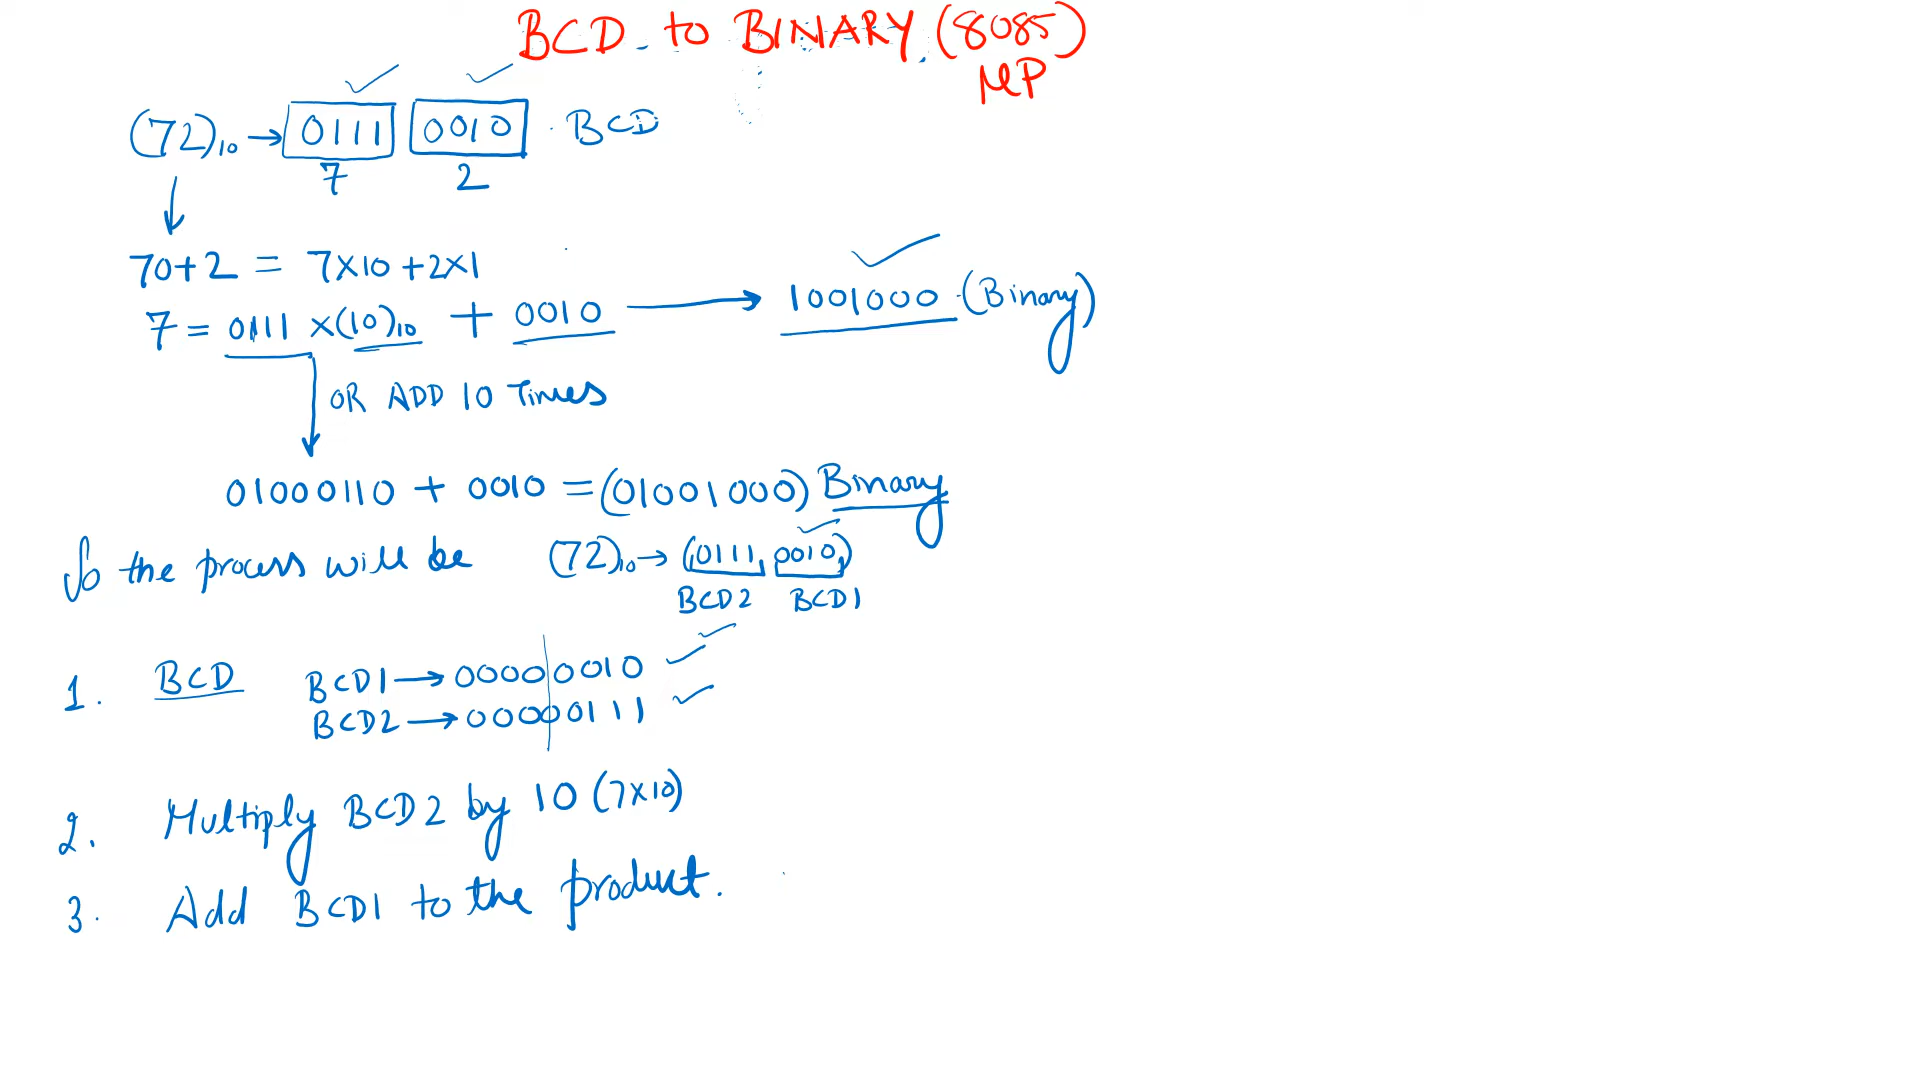 BCD to BINARY (8085)
MP
(72)10 → 0111 0010 BCD
7 2
70+2 = 7x10 +2x1
7 = 0111 x(10)10 + 0010 → 1001000 (Binary)
OR ADD 10 Times
01000110 + 0010 = (01001000) Binary
So the process will be (72)10 → (0111, 0010,)
BCD2 BCD1
1. BCD BCD1 → 0000 0010
BCD2 → 0000 0111
2. Multiply BCD2 by 10 (7x10)
3. Add BCD1 to the product.